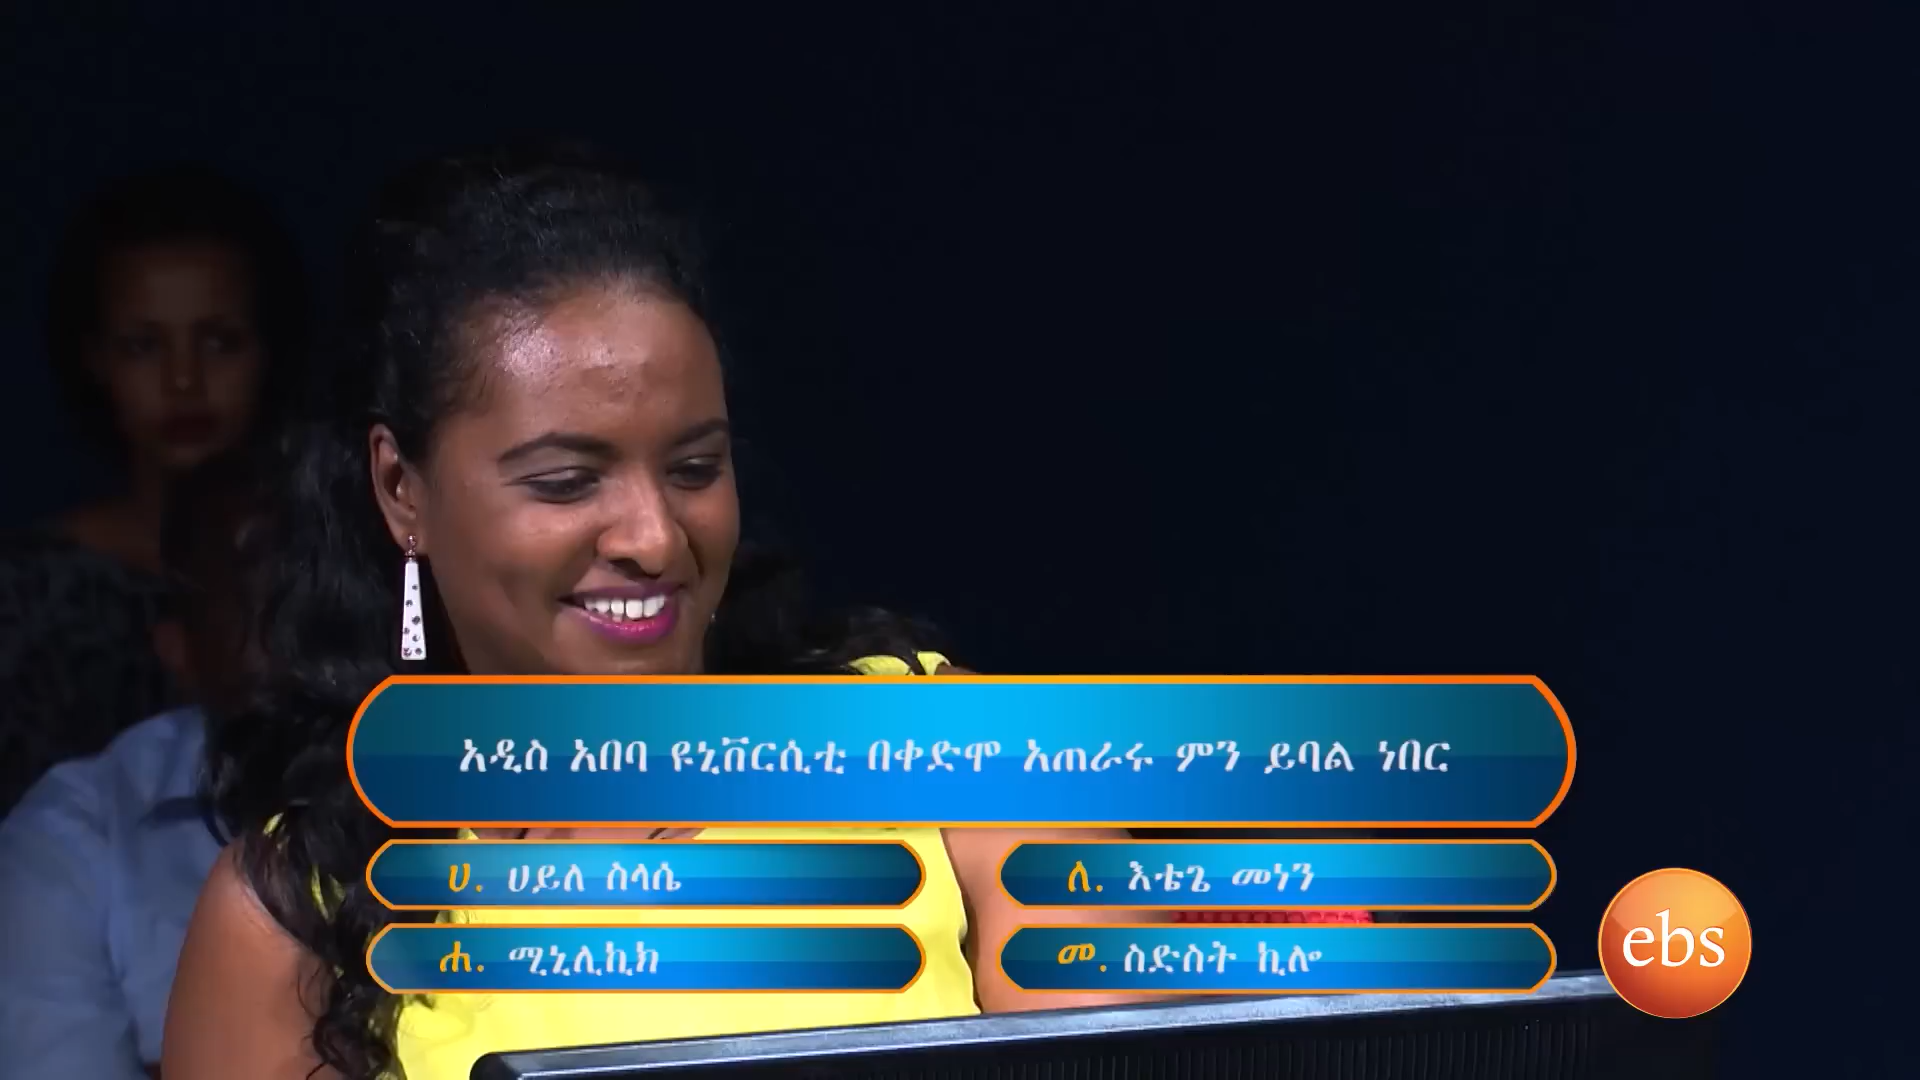 አዲስ አበባ ዩኒቨርሲቲ በቀድሞ አጠራሩ ምን ይባል ነበር
ሀ. ሀይለ ስላሴ
ለ. እቴጌ መነን
ሐ. ሚኒሊኪክ
መ. ስድስት ኪሎ
ebs